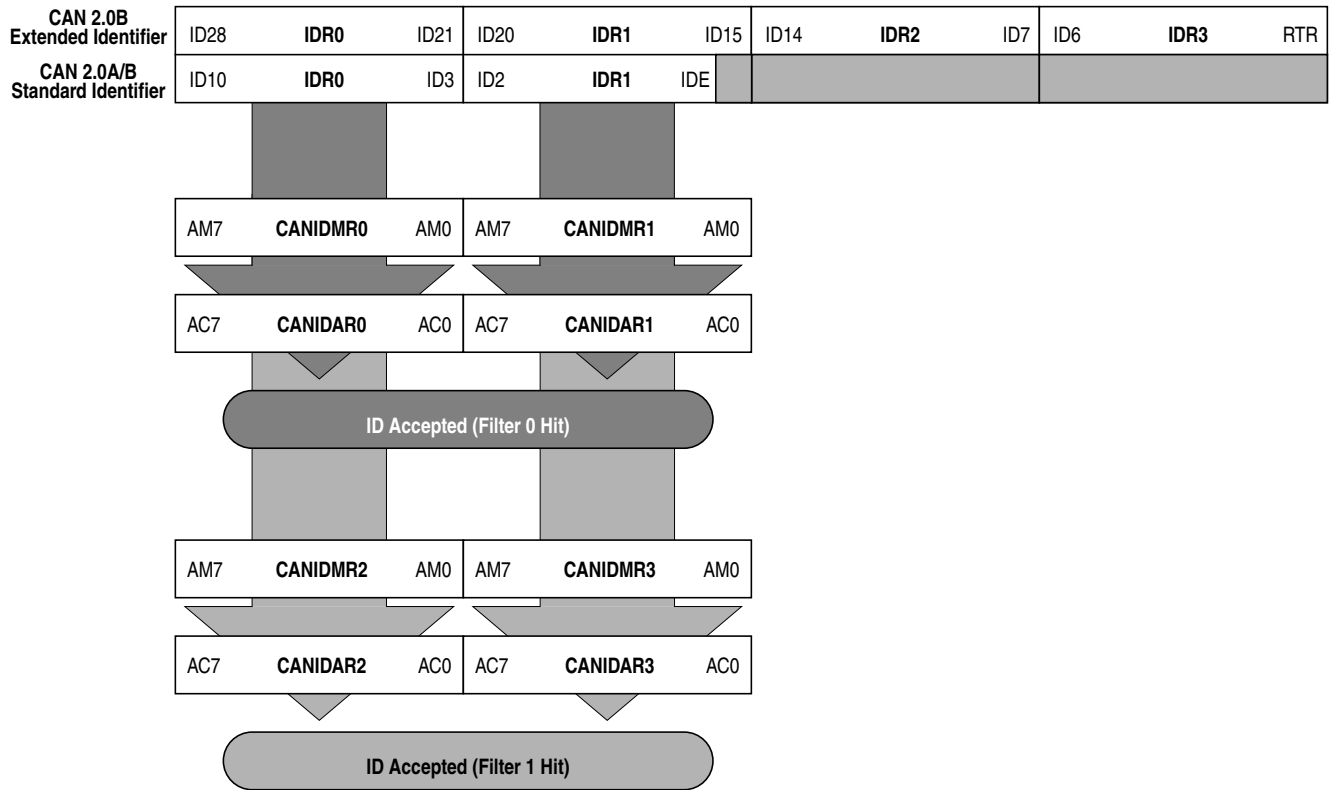 CAN 2.0B
Extended Identifier
ID28 IDR0 ID21 ID20 IDR1 ID15 ID14 IDR2 ID7 ID6 IDR3 RTR
CAN 2.0A/B
Standard Identifier
ID10 IDR0 ID3 ID2 IDR1 IDE
AM7 CANIDMR0 AM0 AM7 CANIDMR1 AM0
AC7 CANIDAR0 AC0 AC7 CANIDAR1 AC0
ID Accepted (Filter 0 Hit)
AM7 CANIDMR2 AM0 AM7 CANIDMR3 AM0
AC7 CANIDAR2 AC0 AC7 CANIDAR3 AC0
ID Accepted (Filter 1 Hit)